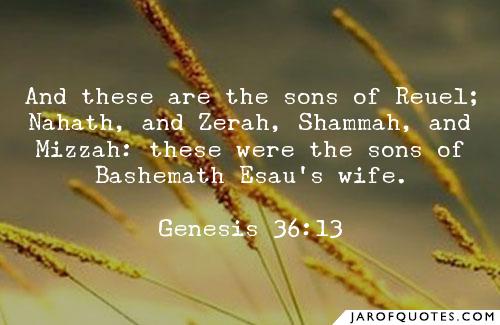 And these are the sons of Reuel;
Nahath, and Zerah, Shammah, and
Mizzah: these were the sons of
Bashemath Esau's wife.
Genesis 36:13
JAROFQUOTES.COM